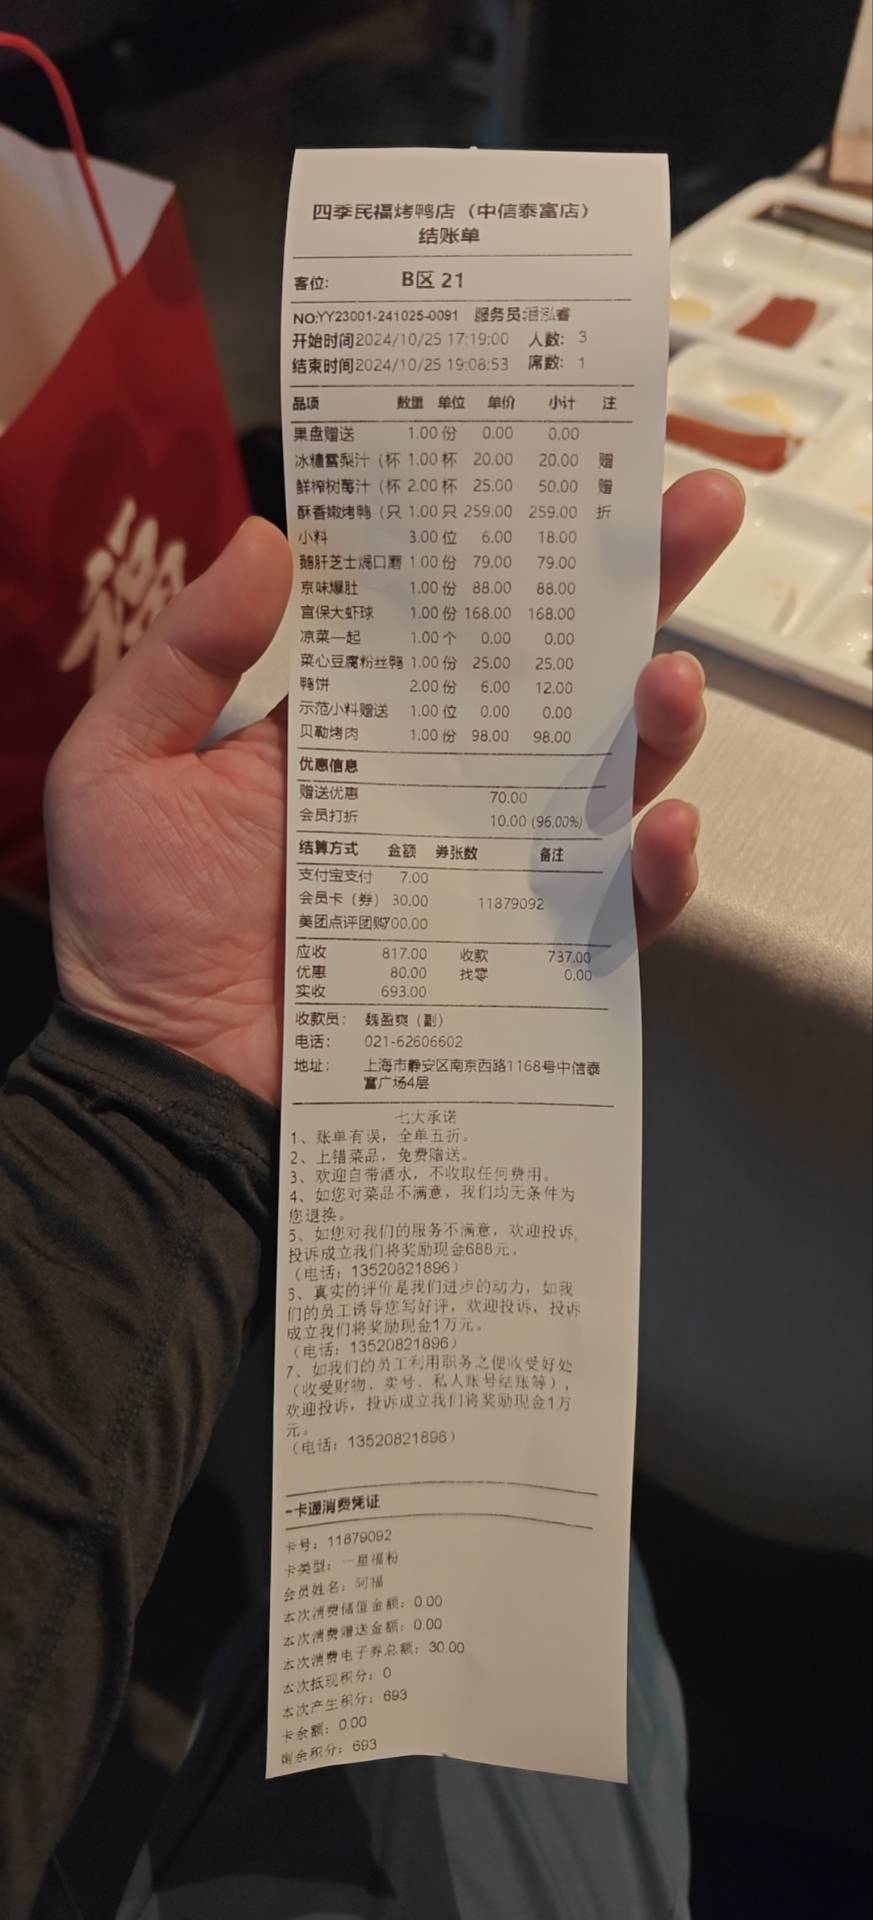 福
四季民福烤鸭店（中信泰富店）
结账单
客位： B区 21
NO:YY23001-241025-0091 服务员:潘泓睿
开始时间2024/10/25 17:19:00 人数： 3
结束时间2024/10/25 19:08:53 席数： 1
品项 数量 单位 单价 小计 注
果盘赠送 1.00 份 0.00 0.00
冰糖雪梨汁（杯 1.00 杯 20.00 20.00 赠
鲜榨树莓汁（杯 2.00 杯 25.00 50.00 赠
酥香嫩烤鸭（只 1.00 只 259.00 259.00 折
小料 3.00 位 6.00 18.00
鹅肝芝士焗口蘑 1.00 份 79.00 79.00
京味爆肚 1.00 份 88.00 88.00
宫保大虾球 1.00 份 168.00 168.00
凉菜一起 1.00 个 0.00 0.00
菜心豆腐粉丝鸭 1.00 份 25.00 25.00
鸭饼 2.00 份 6.00 12.00
示范小料赠送 1.00 位 0.00 0.00
贝勒烤肉 1.00 份 98.00 98.00
优惠信息
赠送优惠 70.00
会员打折 10.00 (96.00%)
结算方式 金额 券张数 备注
支付宝支付 7.00
会员卡（券） 30.00 11879092
美团点评团购700.00
应收 817.00 收款 737.00
优惠 80.00 找零 0.00
实收 693.00
收款员： 魏盈爽（副）
电话： 021-62606602
地址： 上海市静安区南京西路1168号中信泰
富广场4层
七大承诺
1、账单有误，全单五折。
2、上错菜品，免费赠送。
3、欢迎自带酒水，不收取任何费用。
4、如您对菜品不满意，我们均无条件为
您退换。
5、如您对我们的服务不满意，欢迎投诉，
投诉成立我们将奖励现金688元。
（电话：13520821896）
6、真实的评价是我们进步的动力，如我
们的员工诱导您写好评，欢迎投诉，投诉
成立我们将奖励现金1万元。
（电话：13520821896）
7、如我们的员工利用职务之便收受好处
（收受财物、卖号、私人账号结账等），
欢迎投诉，投诉成立我们将奖励现金1万
元。
（电话：13520821896）
一卡通消费凭证
卡号：11879092
卡类型：一星福粉
会员姓名：阿福
本次消费储值金额：0.00
本次消费赠送金额：0.00
本次消费电子券总额：30.00
本次抵现积分：0
本次产生积分：693
卡余额：0.00
剩余积分：693